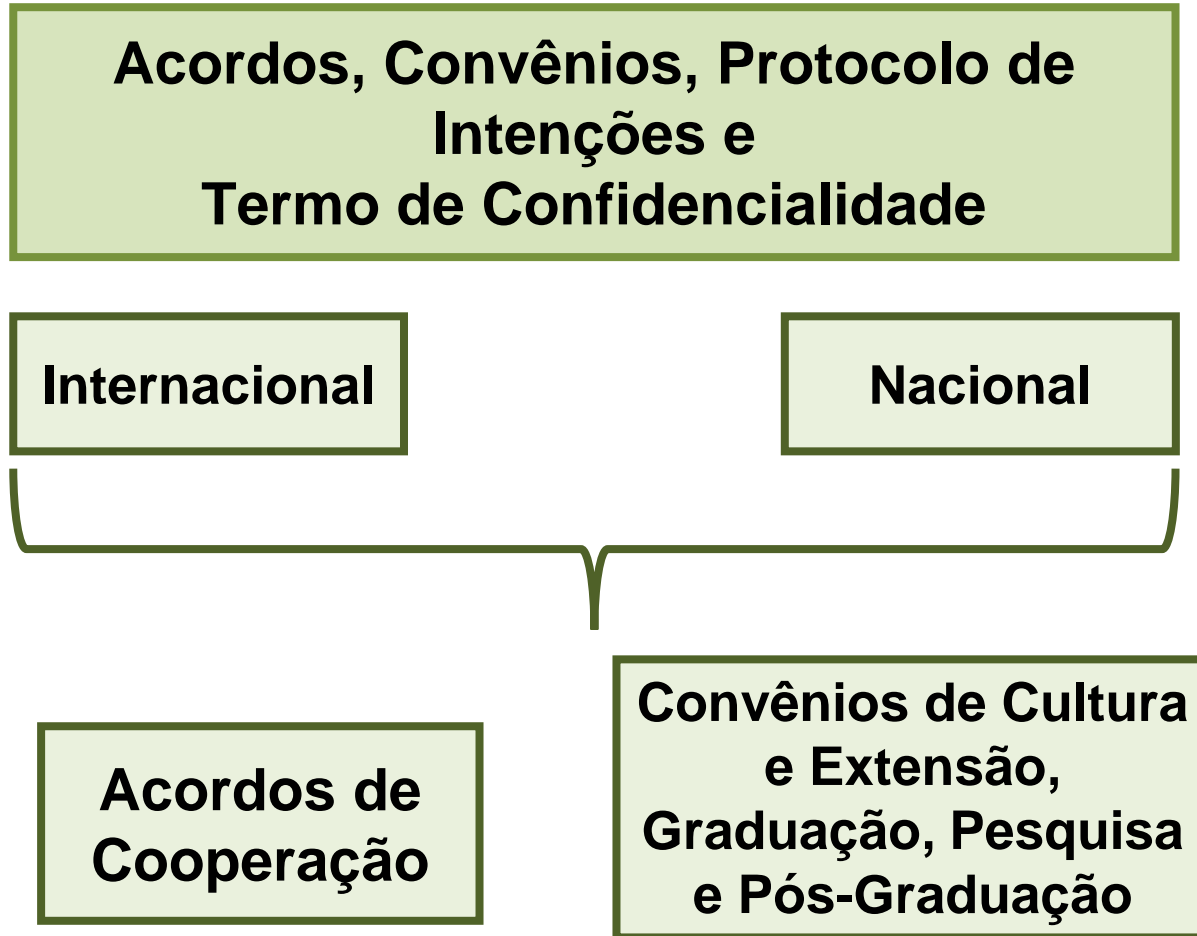 Acordos, Convênios, Protocolo de
Intenções e
Termo de Confidencialidade
Internacional
Nacional
Acordos de
Cooperação
Convênios de Cultura
e Extensão,
Graduação, Pesquisa
e Pós-Graduação